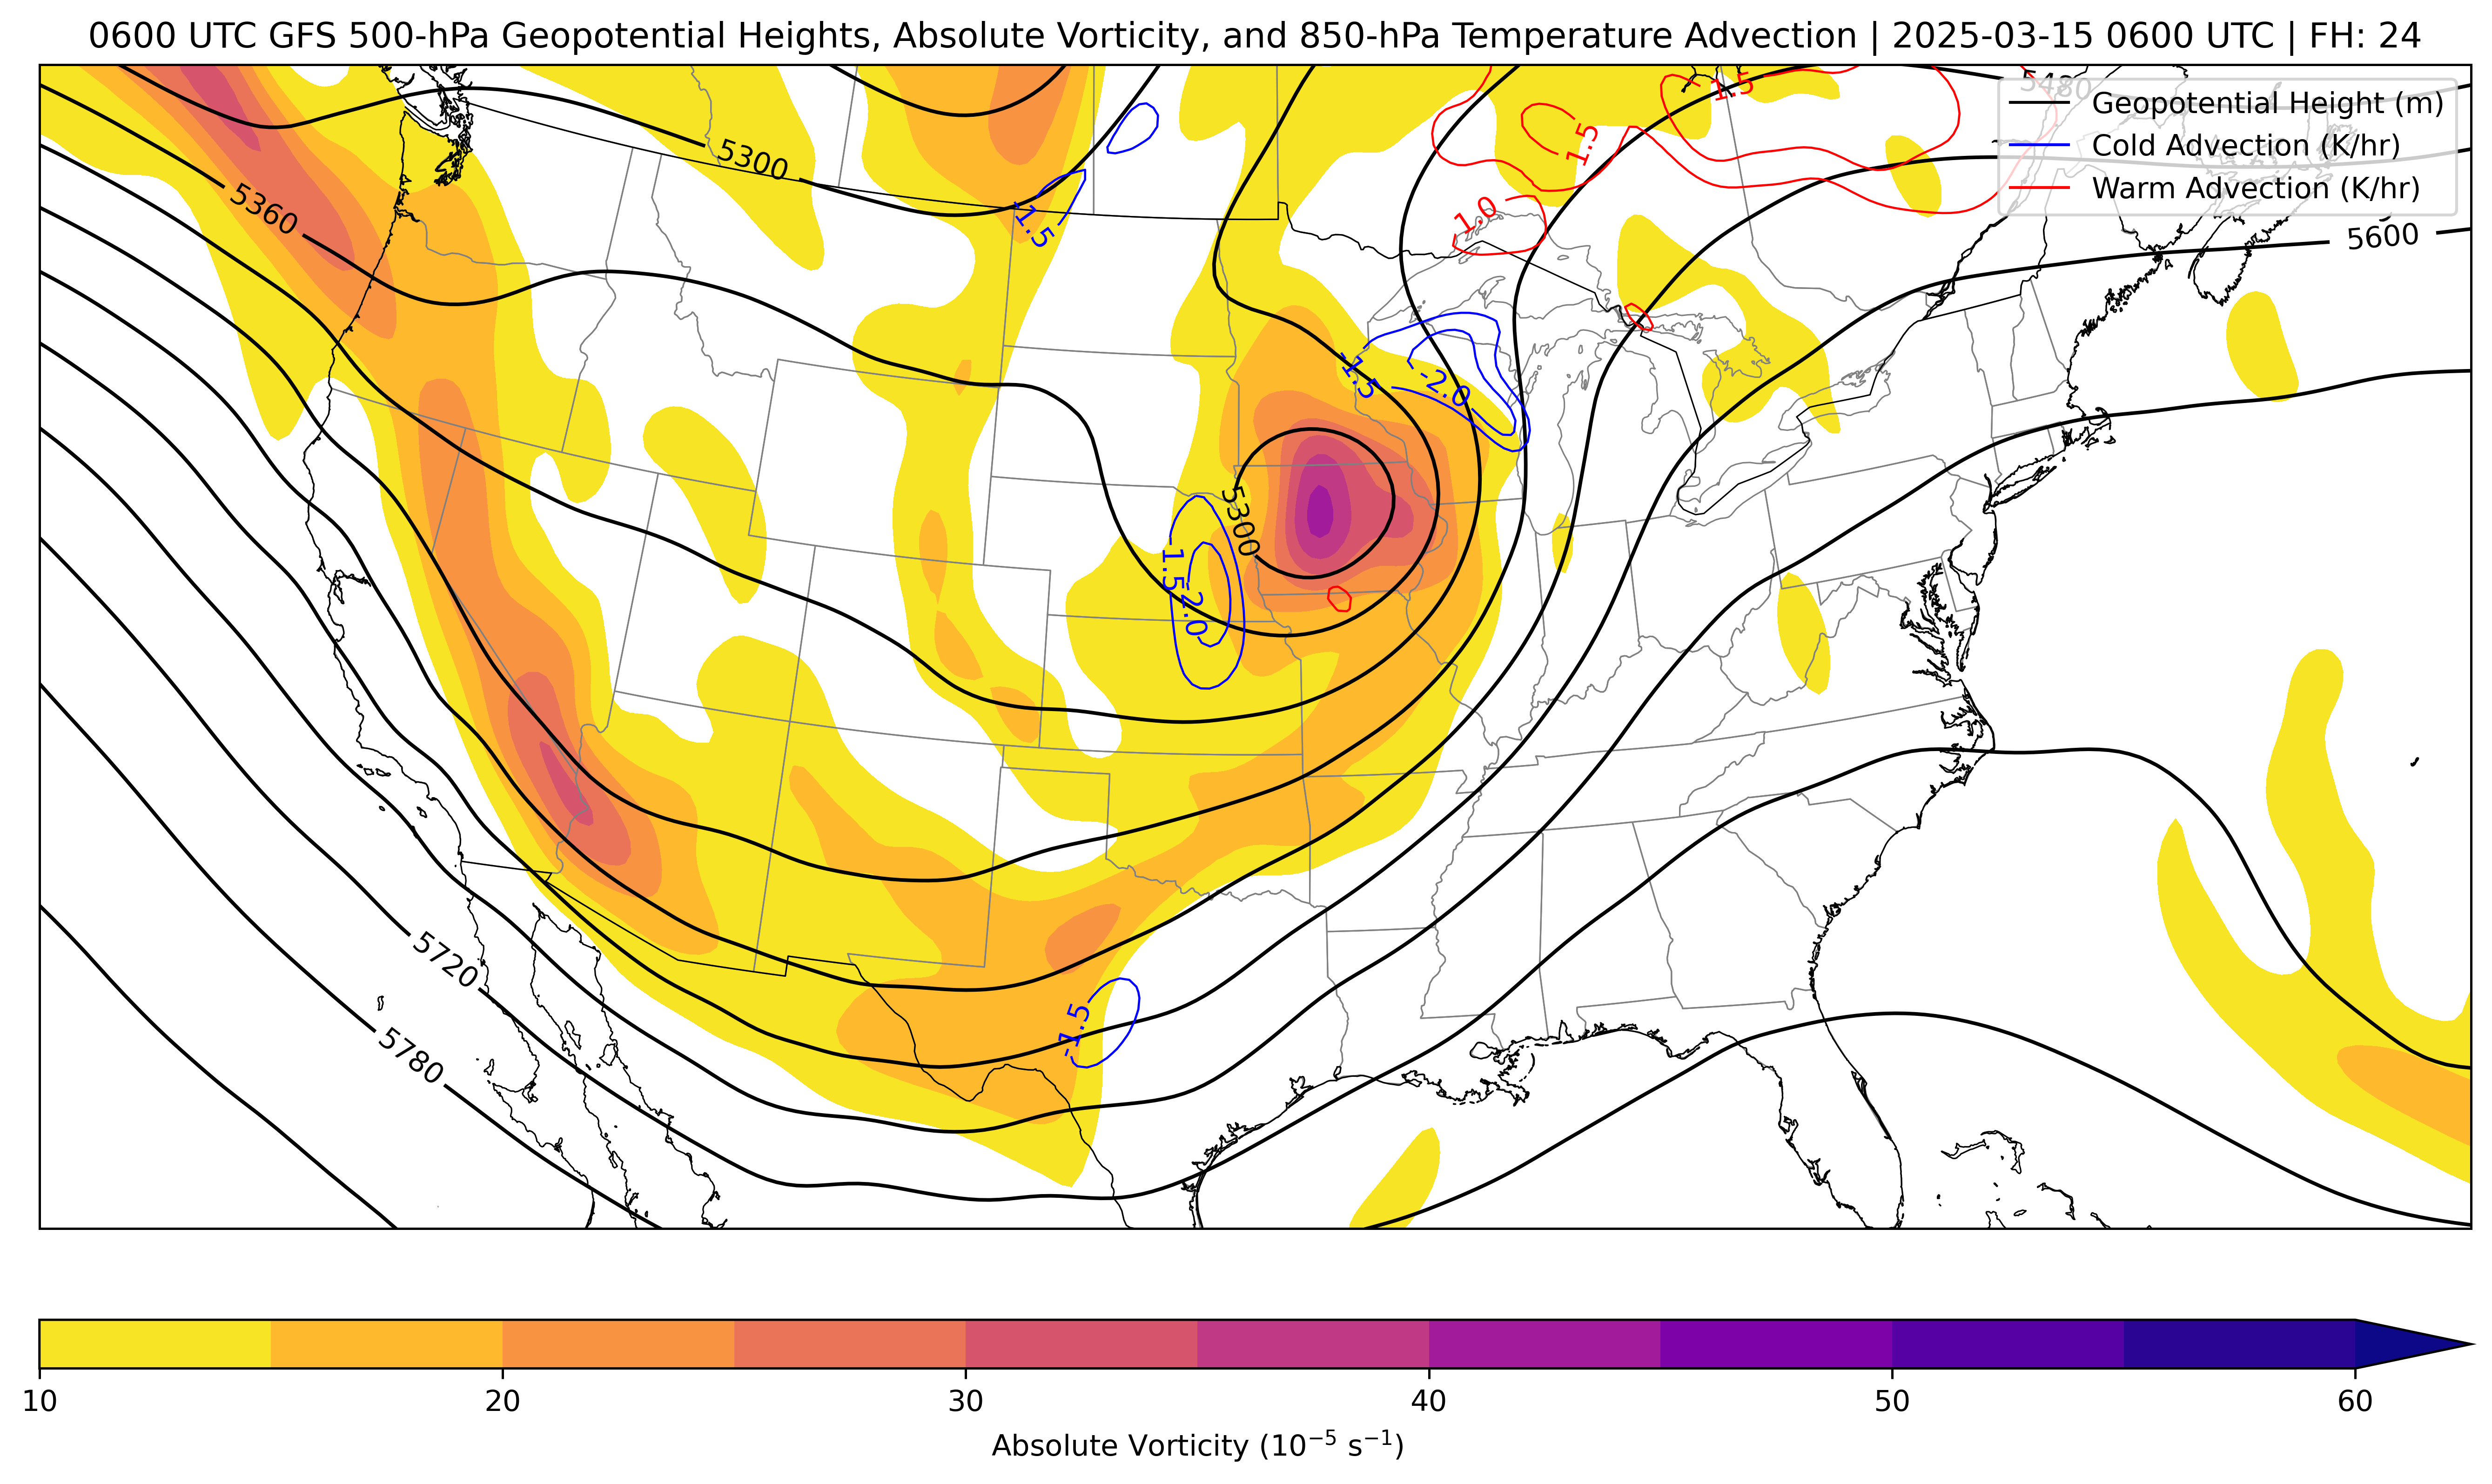 0600 UTC GFS 500-hPa Geopotential Heights, Absolute Vorticity, and 850-hPa Temperature Advection | 2025-03-15 0600 UTC | FH: 24
5480
Geopotential Height (m)
Cold Advection (K/hr)
Warm Advection (K/hr)
1.5
1.5
5300
5360
1.0
-1.5
5600
-1.5
-2.0
5300
-1.5
-2.0
5720
5780
-1.5
10 20 30 40 50 60
Absolute Vorticity (10⁻⁵ s⁻¹)